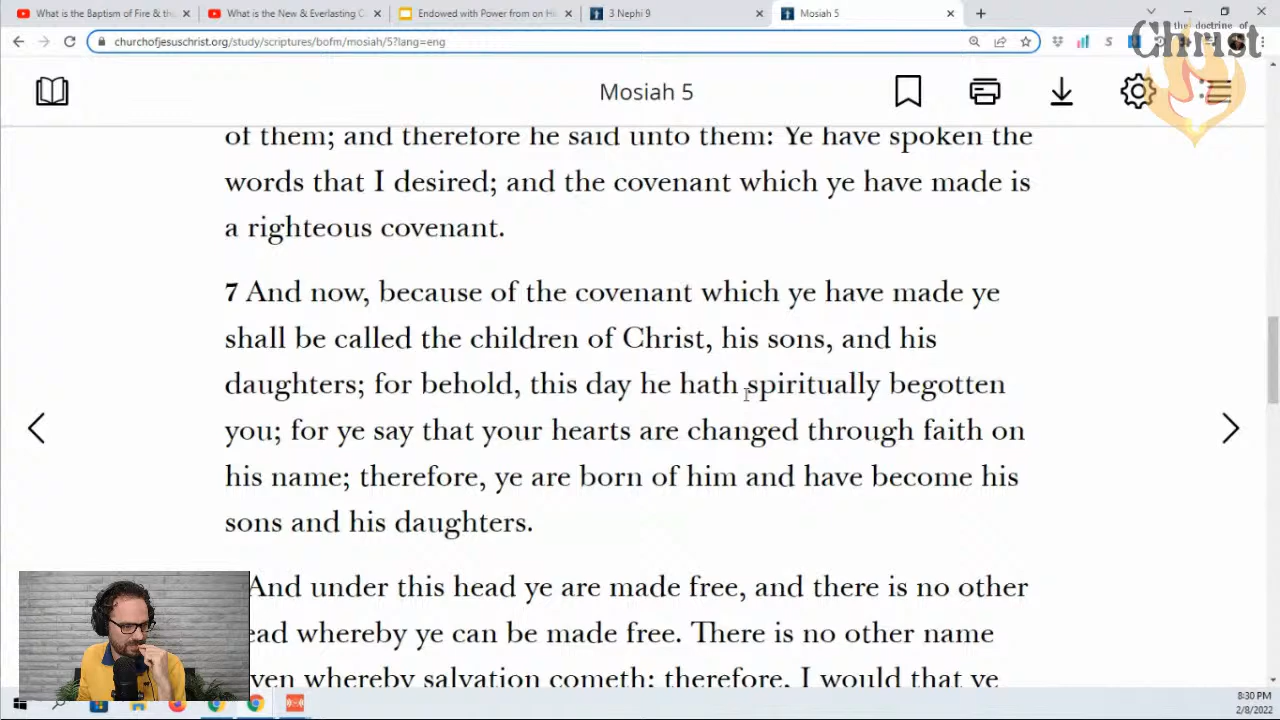 What is the Baptism of Fire & th
What is the New & Everlasting C
Endowed with Power from on Hi
3 Nephi 9
Mosiah 5
churchofjesuschrist.org/study/scriptures/bofm/mosiah/5?lang=eng
the doctrine of
Christ
Mosiah 5
of them; and therefore he said unto them: Ye have spoken the
words that I desired; and the covenant which ye have made is
a righteous covenant.
7 And now, because of the covenant which ye have made ye
shall be called the children of Christ, his sons, and his
daughters; for behold, this day he hath spiritually begotten
you; for ye say that your hearts are changed through faith on
his name; therefore, ye are born of him and have become his
sons and his daughters.
And under this head ye are made free, and there is no other
ead whereby ye can be made free. There is no other name
ven whereby salvation cometh; therefore, I would that ye
8:30 PM
2/8/2022